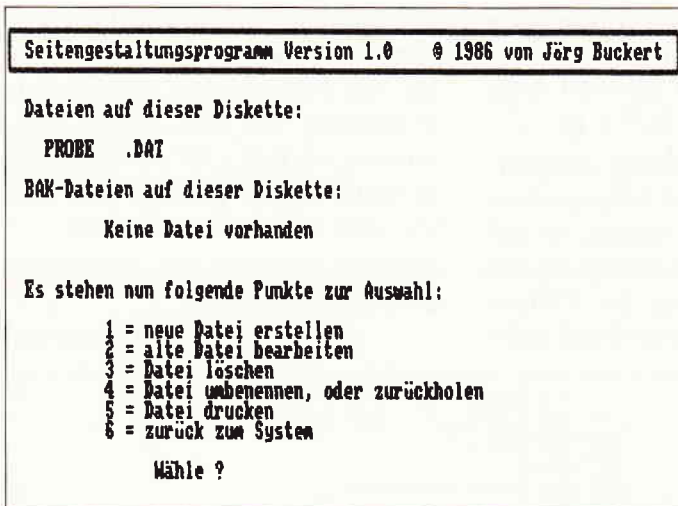 Seitengestaltungsprogramm Version 1.0 @ 1986 von Jörg Buckert
Dateien auf dieser Diskette:
PROBE .DAT
BAK-Dateien auf dieser Diskette:
Keine Datei vorhanden
Es stehen nun folgende Punkte zur Auswahl:
1 = neue Datei erstellen
2 = alte Datei bearbeiten
3 = Datei löschen
4 = Datei umbenennen, oder zurückholen
5 = Datei drucken
6 = zurück zum System
Wähle ?